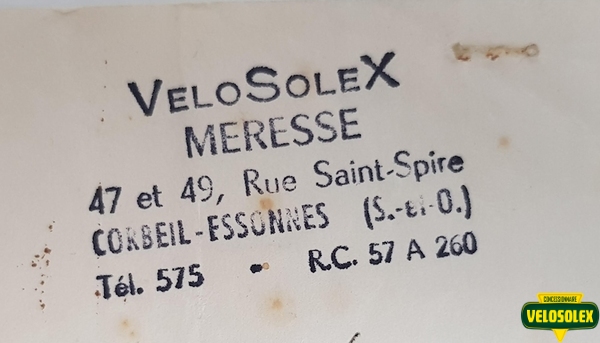 VELOSOLEX
MERESSE
47 et 49, Rue Saint-Spire
CORBEIL-ESSONNES (S.-et-O.)
Tél. 575 • R.C. 57 A 260
CONCESSIONNAIRE
VELOSOLEX